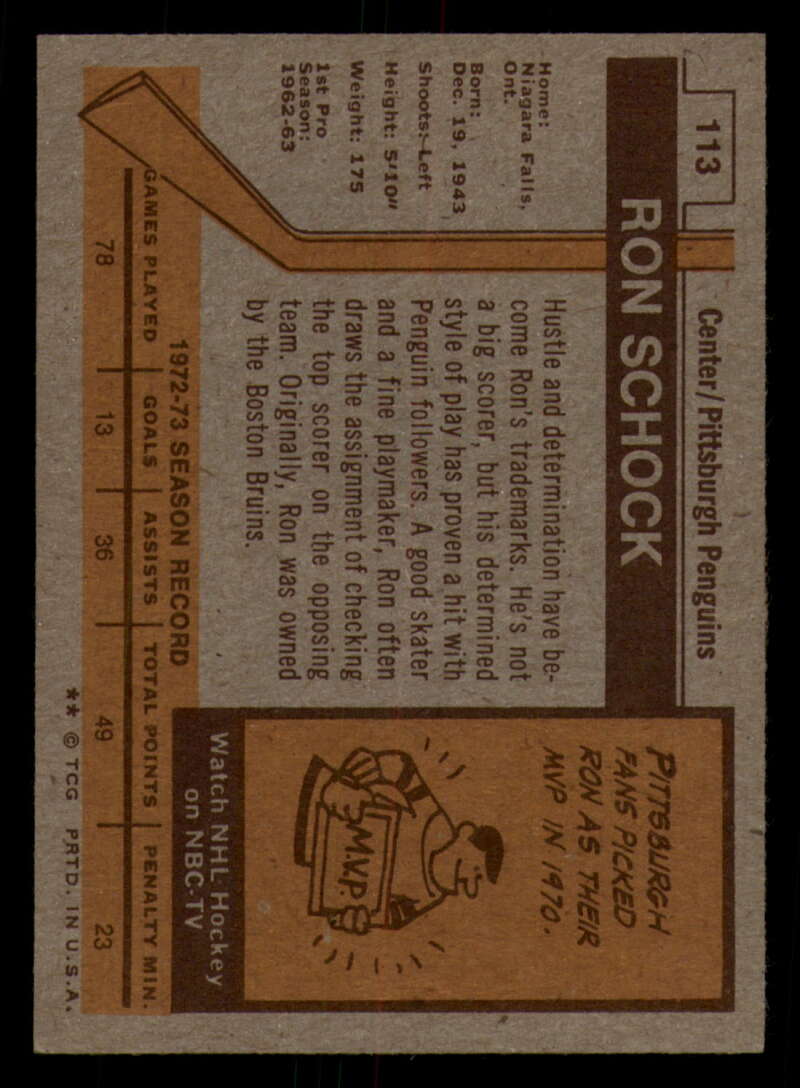 113
Center/Pittsburgh Penguins
RON SCHOCK
Home:
Niagara Falls,
Ont.
Born:
Dec. 19, 1943
Shoots: Left
Height: 5'10"
Weight: 175
1st Pro
Season:
1962-63
Hustle and determination have be-
come Ron's trademarks. He's not
a big scorer, but his determined
style of play has proven a hit with
Penguin followers. A good skater
and a fine playmaker, Ron often
draws the assignment of checking
the top scorer on the opposing
team. Originally, Ron was owned
by the Boston Bruins.
PITTSBURGH
FANS PICKED
RON AS THEIR
MVP IN 1970.
M.V.P.
Watch NHL Hockey
on NBC-TV
1972-73 SEASON RECORD
GAMES PLAYED GOALS ASSISTS TOTAL POINTS PENALTY MIN.
78 13 36 49 23
** © TCG PRTD. IN U.S.A.